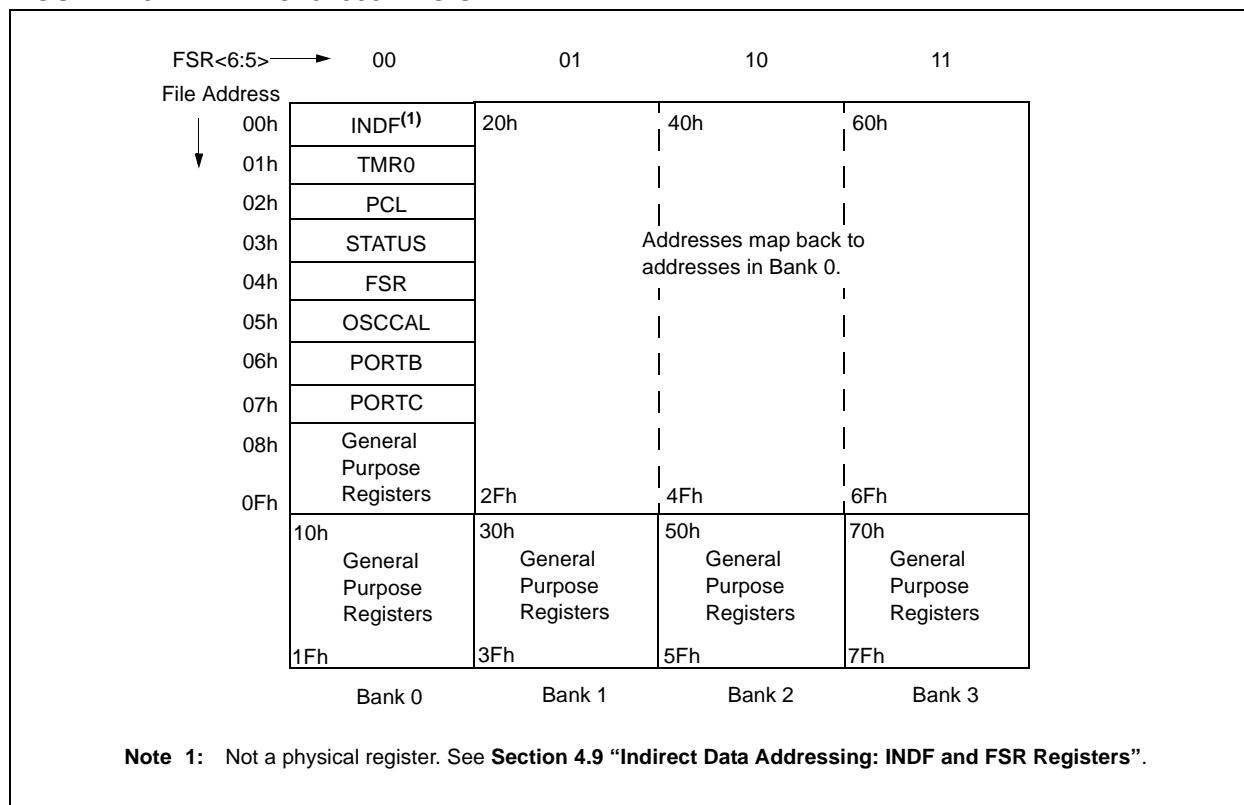 FSR<6:5> 00 01 10 11
File Address
00h INDF(1) 20h 40h 60h
01h TMR0
02h PCL
03h STATUS
Addresses map back to
addresses in Bank 0.
04h FSR
05h OSCCAL
06h PORTB
07h PORTC
08h General
Purpose
Registers
0Fh 2Fh 4Fh 6Fh
10h 30h 50h 70h
General General General General
Purpose Purpose Purpose Purpose
Registers Registers Registers Registers
1Fh 3Fh 5Fh 7Fh
Bank 0 Bank 1 Bank 2 Bank 3
Note 1: Not a physical register. See Section 4.9 “Indirect Data Addressing: INDF and FSR Registers”.